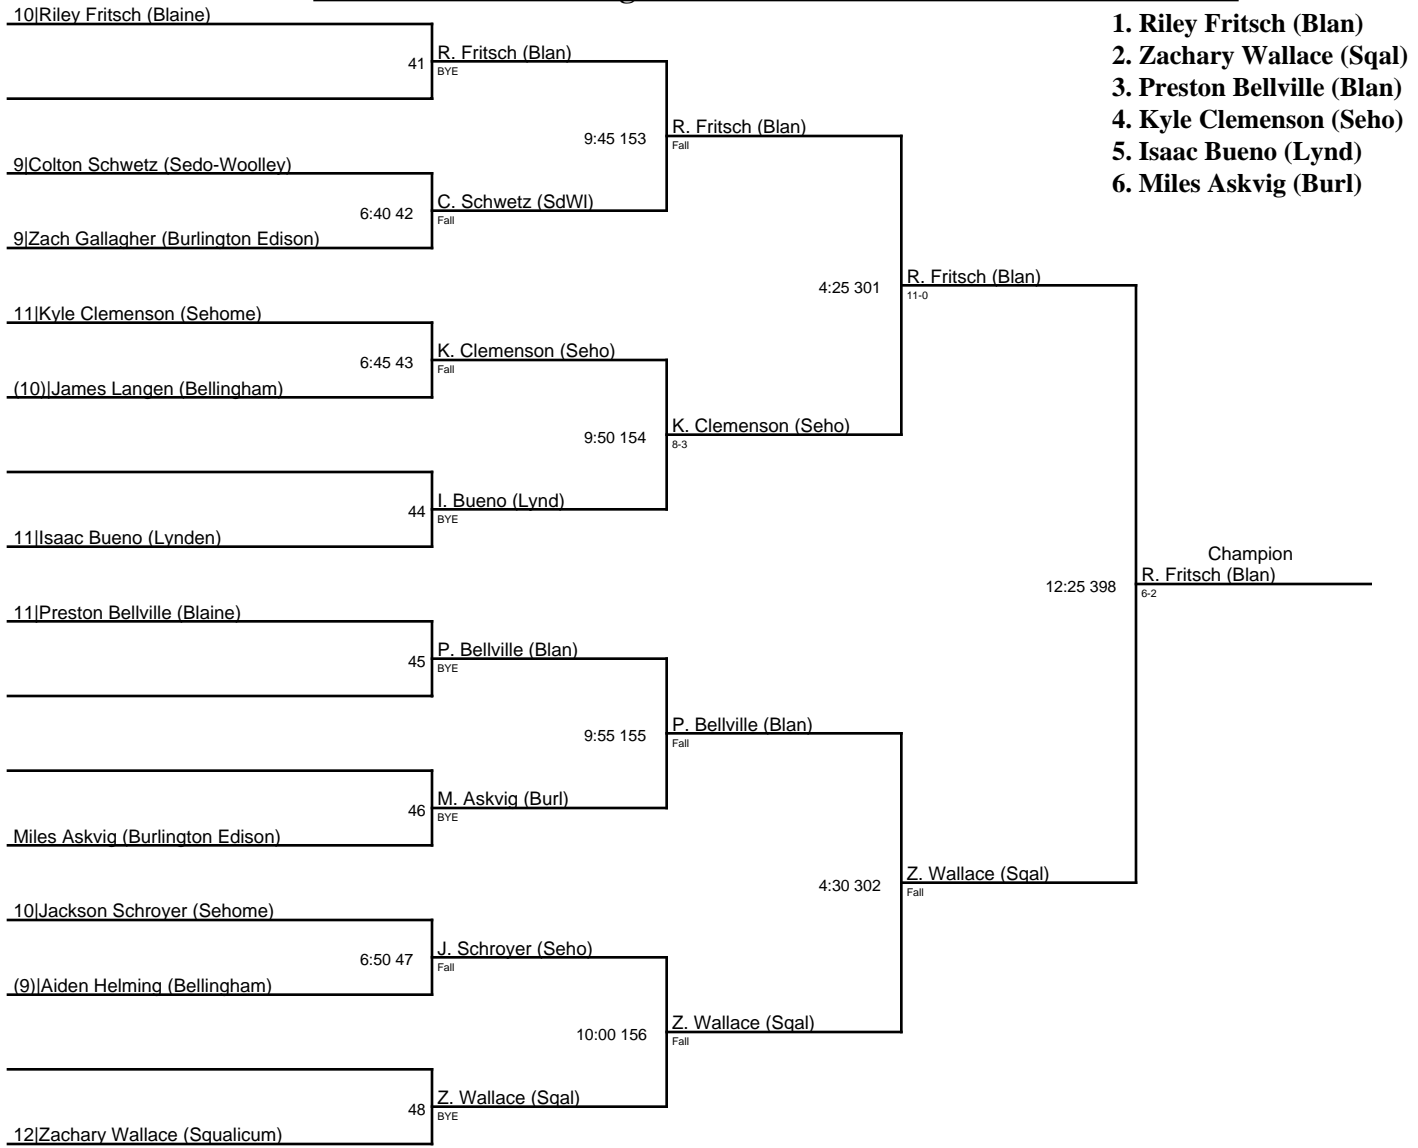 10|Riley Fritsch (Blaine)
1. Riley Fritsch (Blan)
2. Zachary Wallace (Sqal)
3. Preston Bellville (Blan)
4. Kyle Clemenson (Seho)
5. Isaac Bueno (Lynd)
6. Miles Askvig (Burl)
41 R. Fritsch (Blan)
BYE
9:45 153 R. Fritsch (Blan)
Fall
9|Colton Schwetz (Sedo-Woolley)
6:40 42 C. Schwetz (SdWl)
Fall
9|Zach Gallagher (Burlington Edison)
4:25 301 R. Fritsch (Blan)
11-0
11|Kyle Clemenson (Sehome)
6:45 43 K. Clemenson (Seho)
Fall
(10)|James Langen (Bellingham)
9:50 154 K. Clemenson (Seho)
8-3
44 I. Bueno (Lynd)
BYE
11|Isaac Bueno (Lynden)
Champion
12:25 398 R. Fritsch (Blan)
6-2
11|Preston Bellville (Blaine)
45 P. Bellville (Blan)
BYE
9:55 155 P. Bellville (Blan)
Fall
46 M. Askvig (Burl)
BYE
Miles Askvig (Burlington Edison)
4:30 302 Z. Wallace (Sqal)
Fall
10|Jackson Schroyer (Sehome)
6:50 47 J. Schroyer (Seho)
Fall
(9)|Aiden Helming (Bellingham)
10:00 156 Z. Wallace (Sqal)
Fall
48 Z. Wallace (Sqal)
BYE
12|Zachary Wallace (Squalicum)